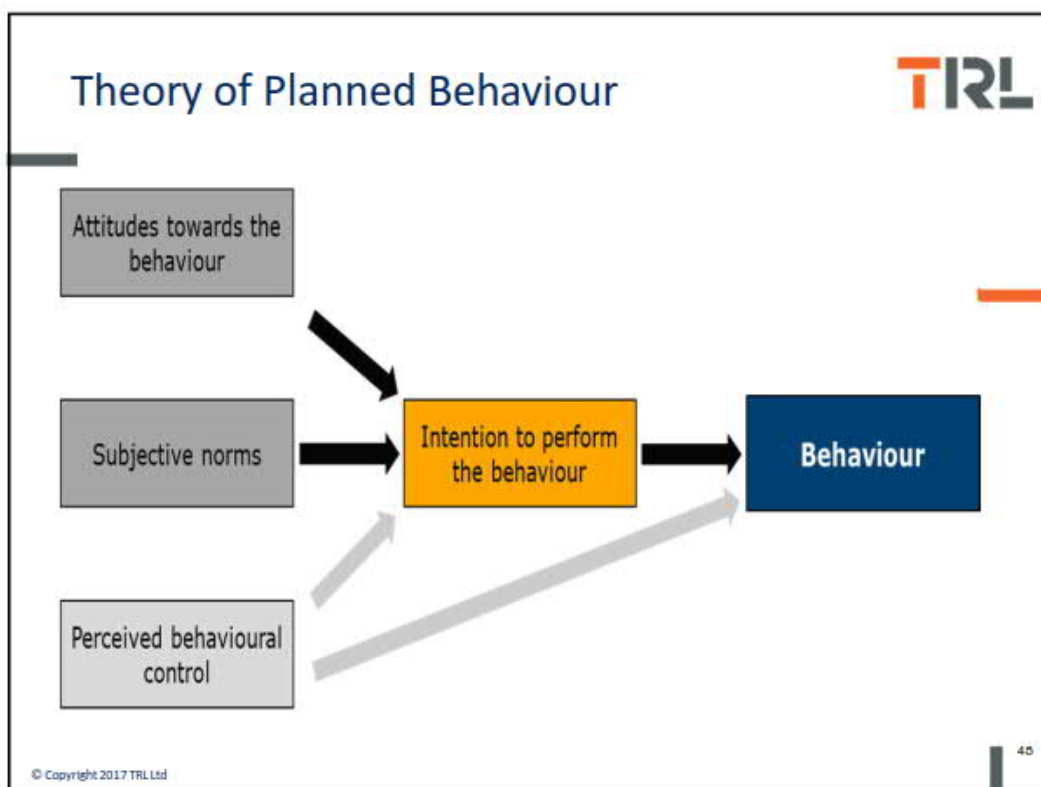 Theory of Planned Behaviour
TRL
Attitudes towards the
behaviour
Subjective norms
Intention to perform
the behaviour
Behaviour
Perceived behavioural
control
© Copyright 2017 TRL Ltd
48